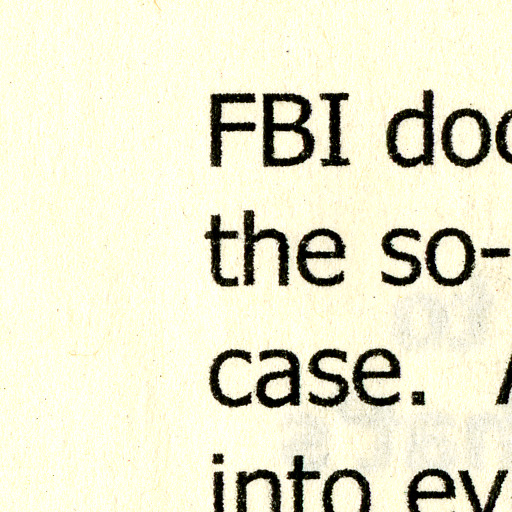 FBI doc
the so-
case.
into ev